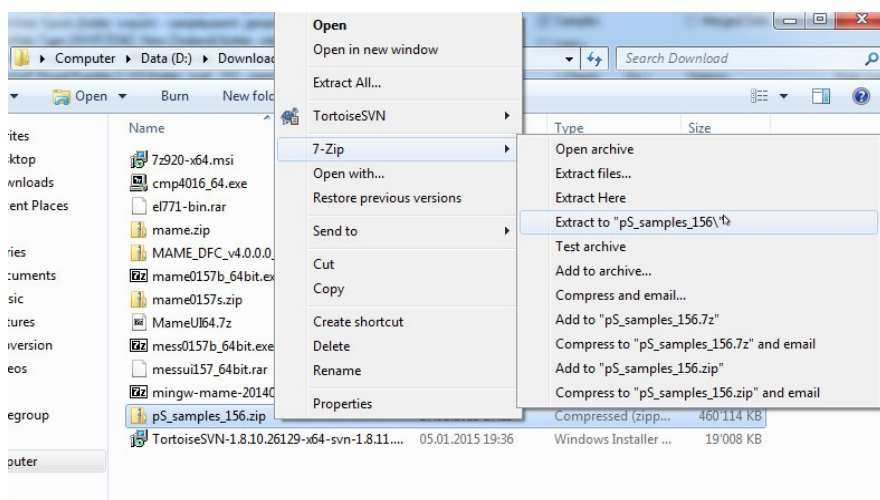 Computer ▸ Data (D:) ▸ Download
Search Download
Open
Burn
New fold
Name
Type
Size
rites
ktop
wnloads
ent Places
ries
cuments
sic
tures
nversion
eos
egroup
puter
7z920-x64.msi
cmp4016_64.exe
el771-bin.rar
mame.zip
MAME_DFC_v4.0.0.0_
mame0157b_64bit.ex
mame0157s.zip
MameUI64.7z
mess0157b_64bit.exe
messui157_64bit.rar
mingw-mame-20140
pS_samples_156.zip
Compressed (zipp...
460'114 KB
TortoiseSVN-1.8.10.26129-x64-svn-1.8.11....
05.01.2015 19:36
Windows Installer ...
19'008 KB
Open
Open in new window
Extract All...
TortoiseSVN
7-Zip
Open with...
Restore previous versions
Send to
Cut
Copy
Create shortcut
Delete
Rename
Properties
Open archive
Extract files...
Extract Here
Extract to "pS_samples_156\"
Test archive
Add to archive...
Compress and email...
Add to "pS_samples_156.7z"
Compress to "pS_samples_156.7z" and email
Add to "pS_samples_156.zip"
Compress to "pS_samples_156.zip" and email